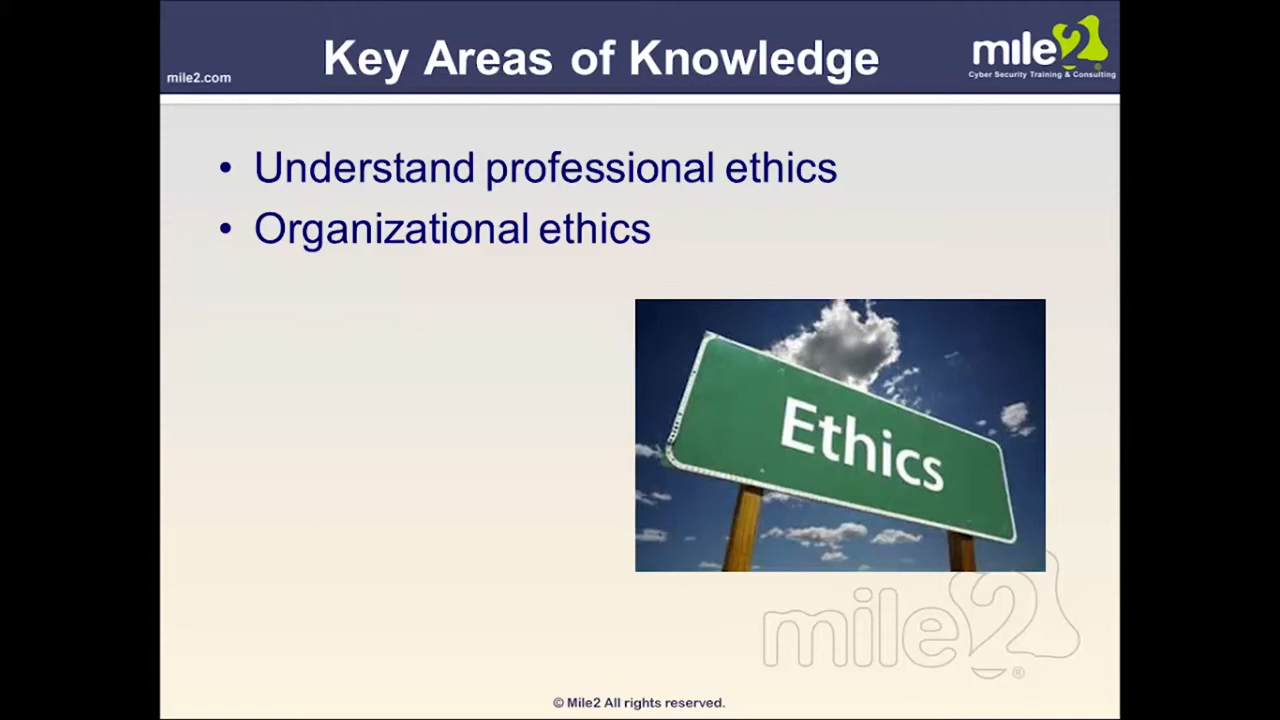 Key Areas of Knowledge
mile2.com
mile2
Cyber Security Training & Consulting
• Understand professional ethics
• Organizational ethics
Ethics
mile2®
© Mile2 All rights reserved.